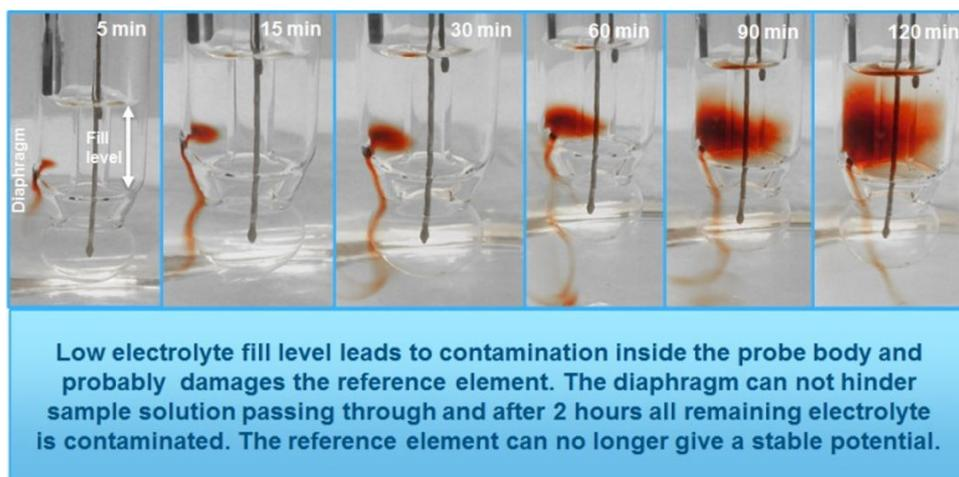 5 min
15 min
30 min
60 min
90 min
120 min
Diaphragm
Fill
level
Low electrolyte fill level leads to contamination inside the probe body and
probably damages the reference element. The diaphragm can not hinder
sample solution passing through and after 2 hours all remaining electrolyte
is contaminated. The reference element can no longer give a stable potential.